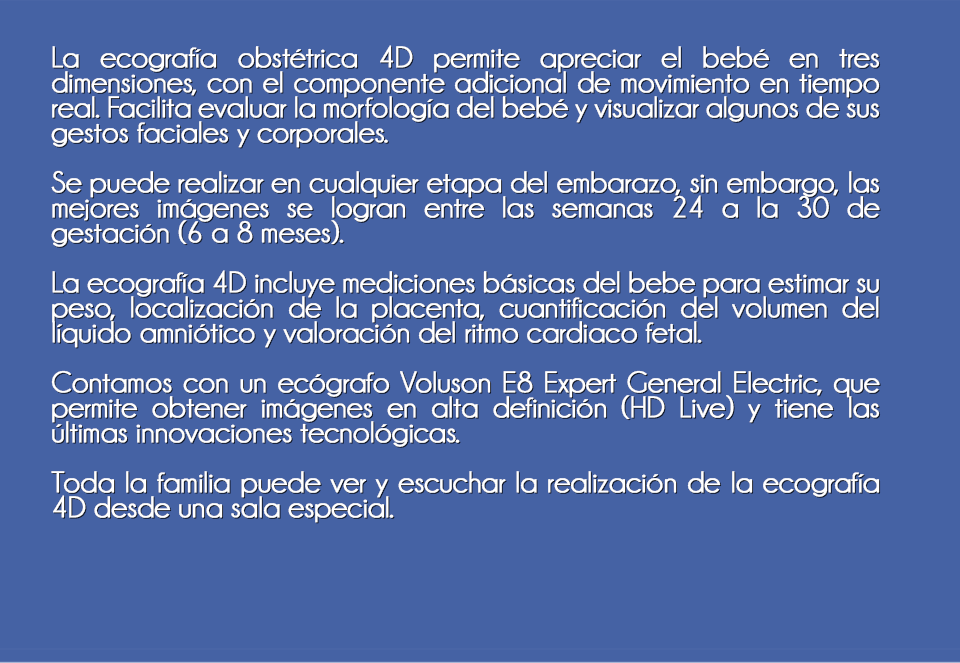 La ecografía obstétrica 4D permite apreciar el bebé en tres
dimensiones, con el componente adicional de movimiento en tiempo
real. Facilita evaluar la morfología del bebé y visualizar algunos de sus
gestos faciales y corporales.
Se puede realizar en cualquier etapa del embarazo, sin embargo, las
mejores imágenes se logran entre las semanas 24 a la 30 de
gestación (6 a 8 meses).
La ecografía 4D incluye mediciones básicas del bebe para estimar su
peso, localización de la placenta, cuantificación del volumen del
líquido amniótico y valoración del ritmo cardiaco fetal.
Contamos con un ecógrafo Voluson E8 Expert General Electric, que
permite obtener imágenes en alta definición (HD Live) y tiene las
últimas innovaciones tecnológicas.
Toda la familia puede ver y escuchar la realización de la ecografía
4D desde una sala especial.